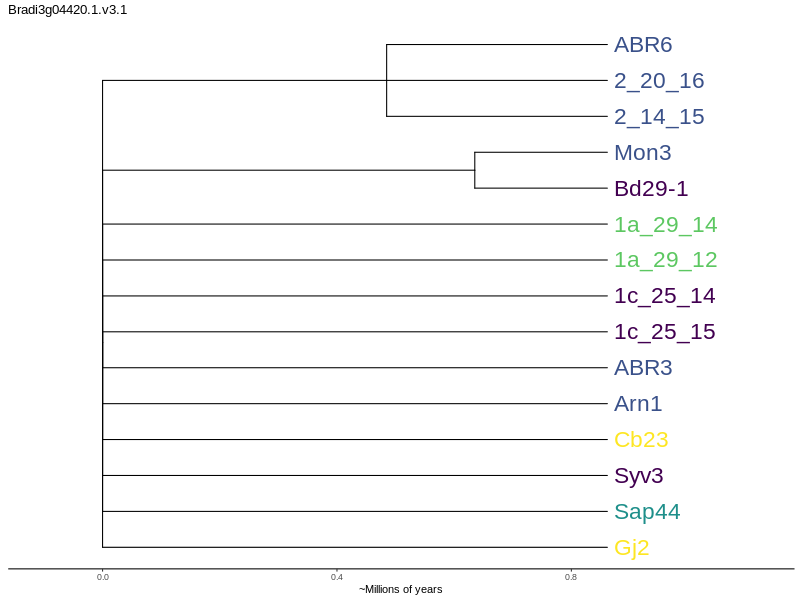 Bradi3g04420.1.v3.1
ABR6
2_20_16
2_14_15
Mon3
Bd29-1
1a_29_14
1a_29_12
1c_25_14
1c_25_15
ABR3
Arn1
Cb23
Syv3
Sap44
Gj2
0.0 0.4 0.8
~Millions of years